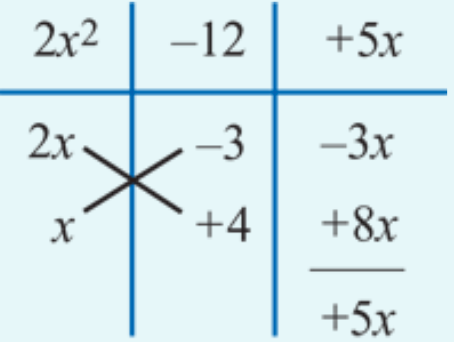 2x² –12 +5x
2x –3 –3x
x +4 +8x
+5x